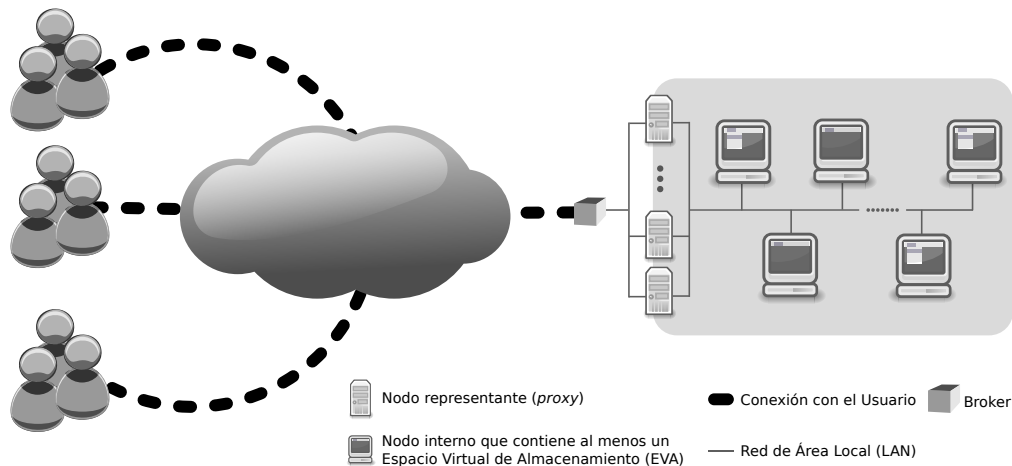 Nodo representante (proxy)
Conexión con el Usuario
Broker
Nodo interno que contiene al menos un
Espacio Virtual de Almacenamiento (EVA)
Red de Área Local (LAN)